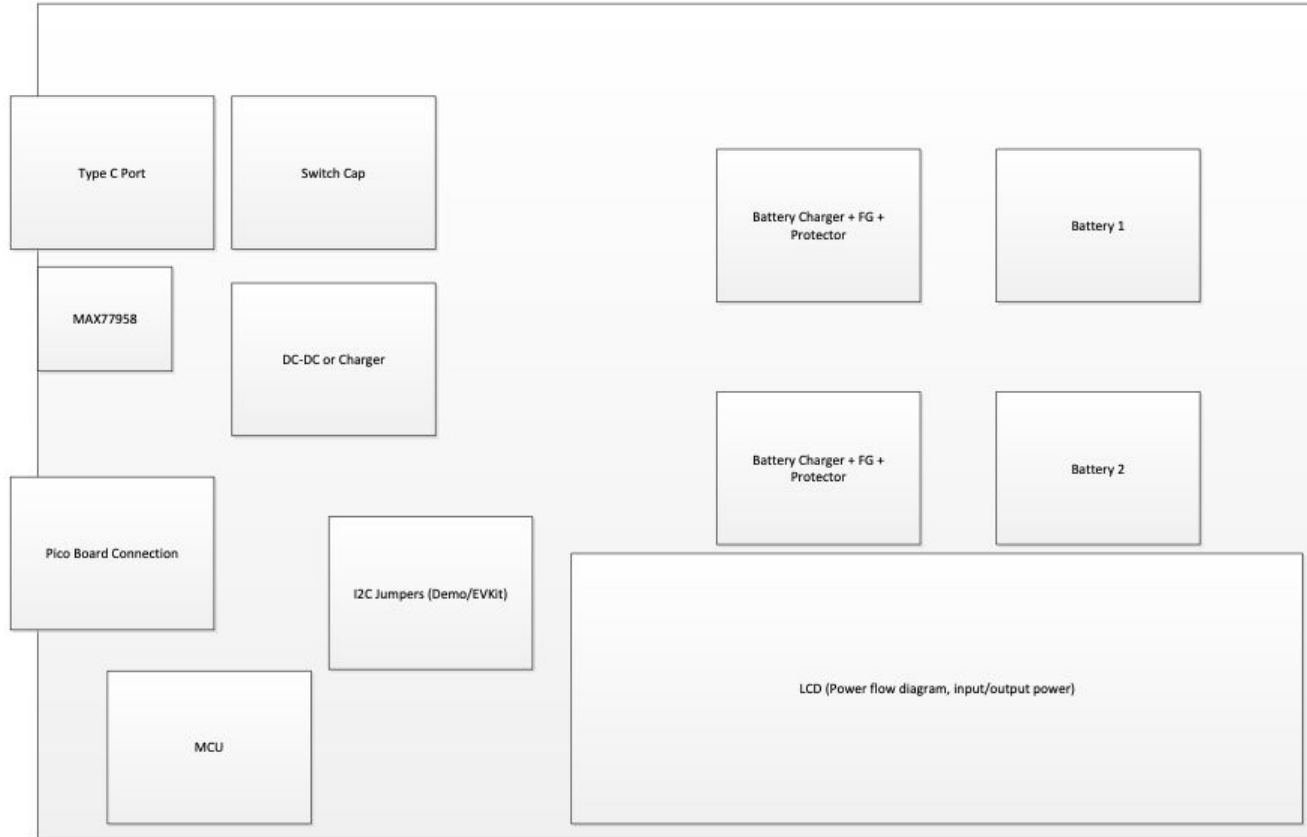 Type C Port
Switch Cap
Battery Charger + FG +
Protector
Battery 1
MAX77958
DC-DC or Charger
Battery Charger + FG +
Protector
Battery 2
Pico Board Connection
I2C Jumpers (Demo/EVKit)
LCD (Power flow diagram, input/output power)
MCU